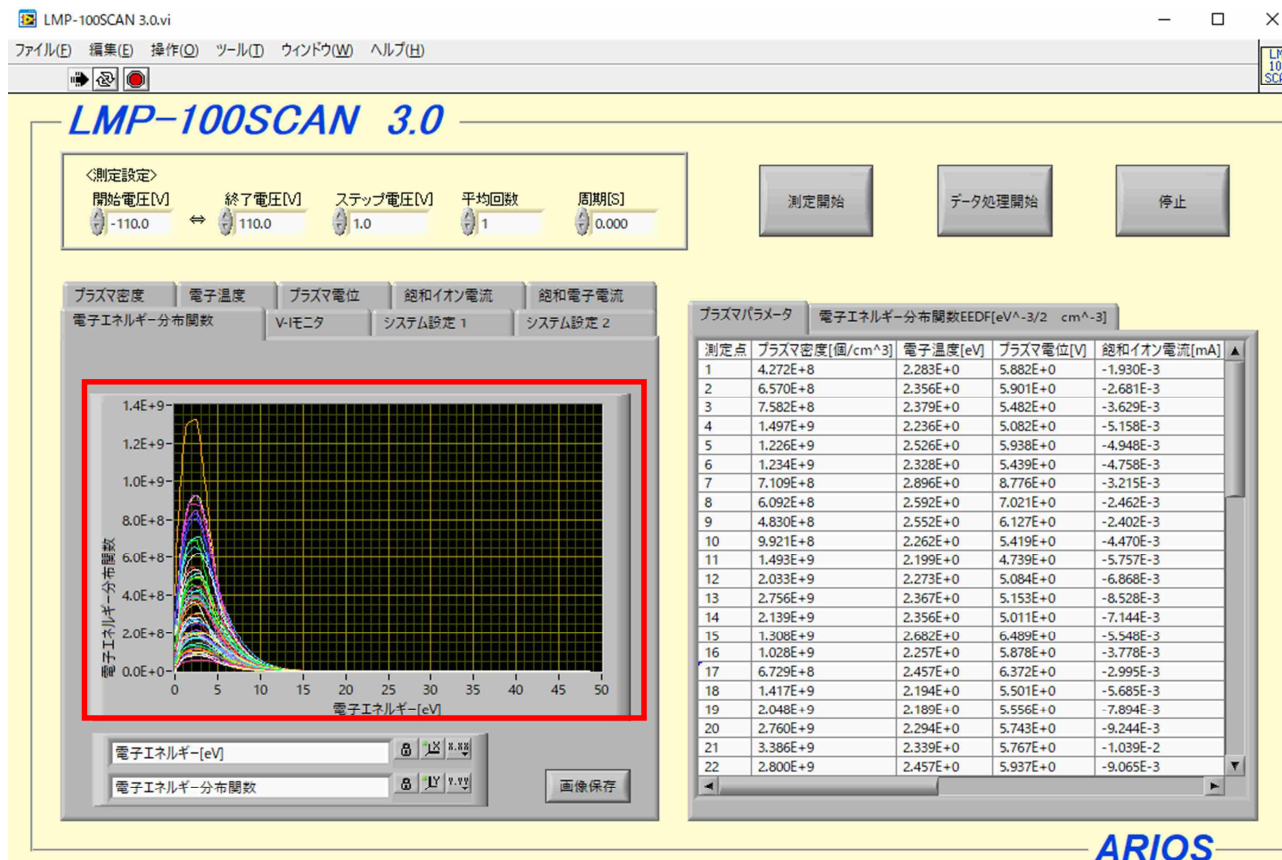 LMP-100SCAN 3.0.vi
ファイル(F) 編集(E) 操作(O) ツール(T) ウィンドウ(W) ヘルプ(H)
LMP-100SCAN 3.0
<測定設定>
開始電圧[V] 終了電圧[V] ステップ電圧[V] 平均回数 周期[S]
-110.0 ⇔ 110.0 1.0 1 0.000
測定開始 データ処理開始 停止
プラズマ密度 電子温度 プラズマ電位 飽和イオン電流 飽和電子電流
電子エネルギー分布関数 V-Iモニタ システム設定 1 システム設定 2
1.4E+9
1.2E+9
1.0E+9
8.0E+8
6.0E+8
4.0E+8
2.0E+8
0.0E+0
電子エネルギー分布関数
0 5 10 15 20 25 30 35 40 45 50
電子エネルギー[eV]
電子エネルギー[eV]
電子エネルギー分布関数
画像保存
プラズマパラメータ 電子エネルギー分布関数EEDF[eV^-3/2 cm^-3]
測定点 プラズマ密度[個/cm^3] 電子温度[eV] プラズマ電位[V] 飽和イオン電流[mA]
1 4.272E+8 2.283E+0 5.882E+0 -1.930E-3
2 6.570E+8 2.356E+0 5.901E+0 -2.681E-3
3 7.582E+8 2.379E+0 5.482E+0 -3.629E-3
4 1.497E+9 2.236E+0 5.082E+0 -5.158E-3
5 1.226E+9 2.526E+0 5.938E+0 -4.948E-3
6 1.234E+9 2.328E+0 5.439E+0 -4.758E-3
7 7.109E+8 2.896E+0 8.776E+0 -3.215E-3
8 6.092E+8 2.592E+0 7.021E+0 -2.462E-3
9 4.830E+8 2.552E+0 6.127E+0 -2.402E-3
10 9.921E+8 2.262E+0 5.419E+0 -4.470E-3
11 1.493E+9 2.199E+0 4.739E+0 -5.757E-3
12 2.033E+9 2.273E+0 5.084E+0 -6.868E-3
13 2.756E+9 2.367E+0 5.153E+0 -8.528E-3
14 2.139E+9 2.356E+0 5.011E+0 -7.144E-3
15 1.308E+9 2.682E+0 6.489E+0 -5.548E-3
16 1.028E+9 2.257E+0 5.878E+0 -3.778E-3
17 6.729E+8 2.457E+0 6.372E+0 -2.995E-3
18 1.417E+9 2.194E+0 5.501E+0 -5.685E-3
19 2.048E+9 2.189E+0 5.556E+0 -7.894E-3
20 2.760E+9 2.294E+0 5.743E+0 -9.244E-3
21 3.386E+9 2.339E+0 5.767E+0 -1.039E-2
22 2.800E+9 2.457E+0 5.937E+0 -9.065E-3
ARIOS